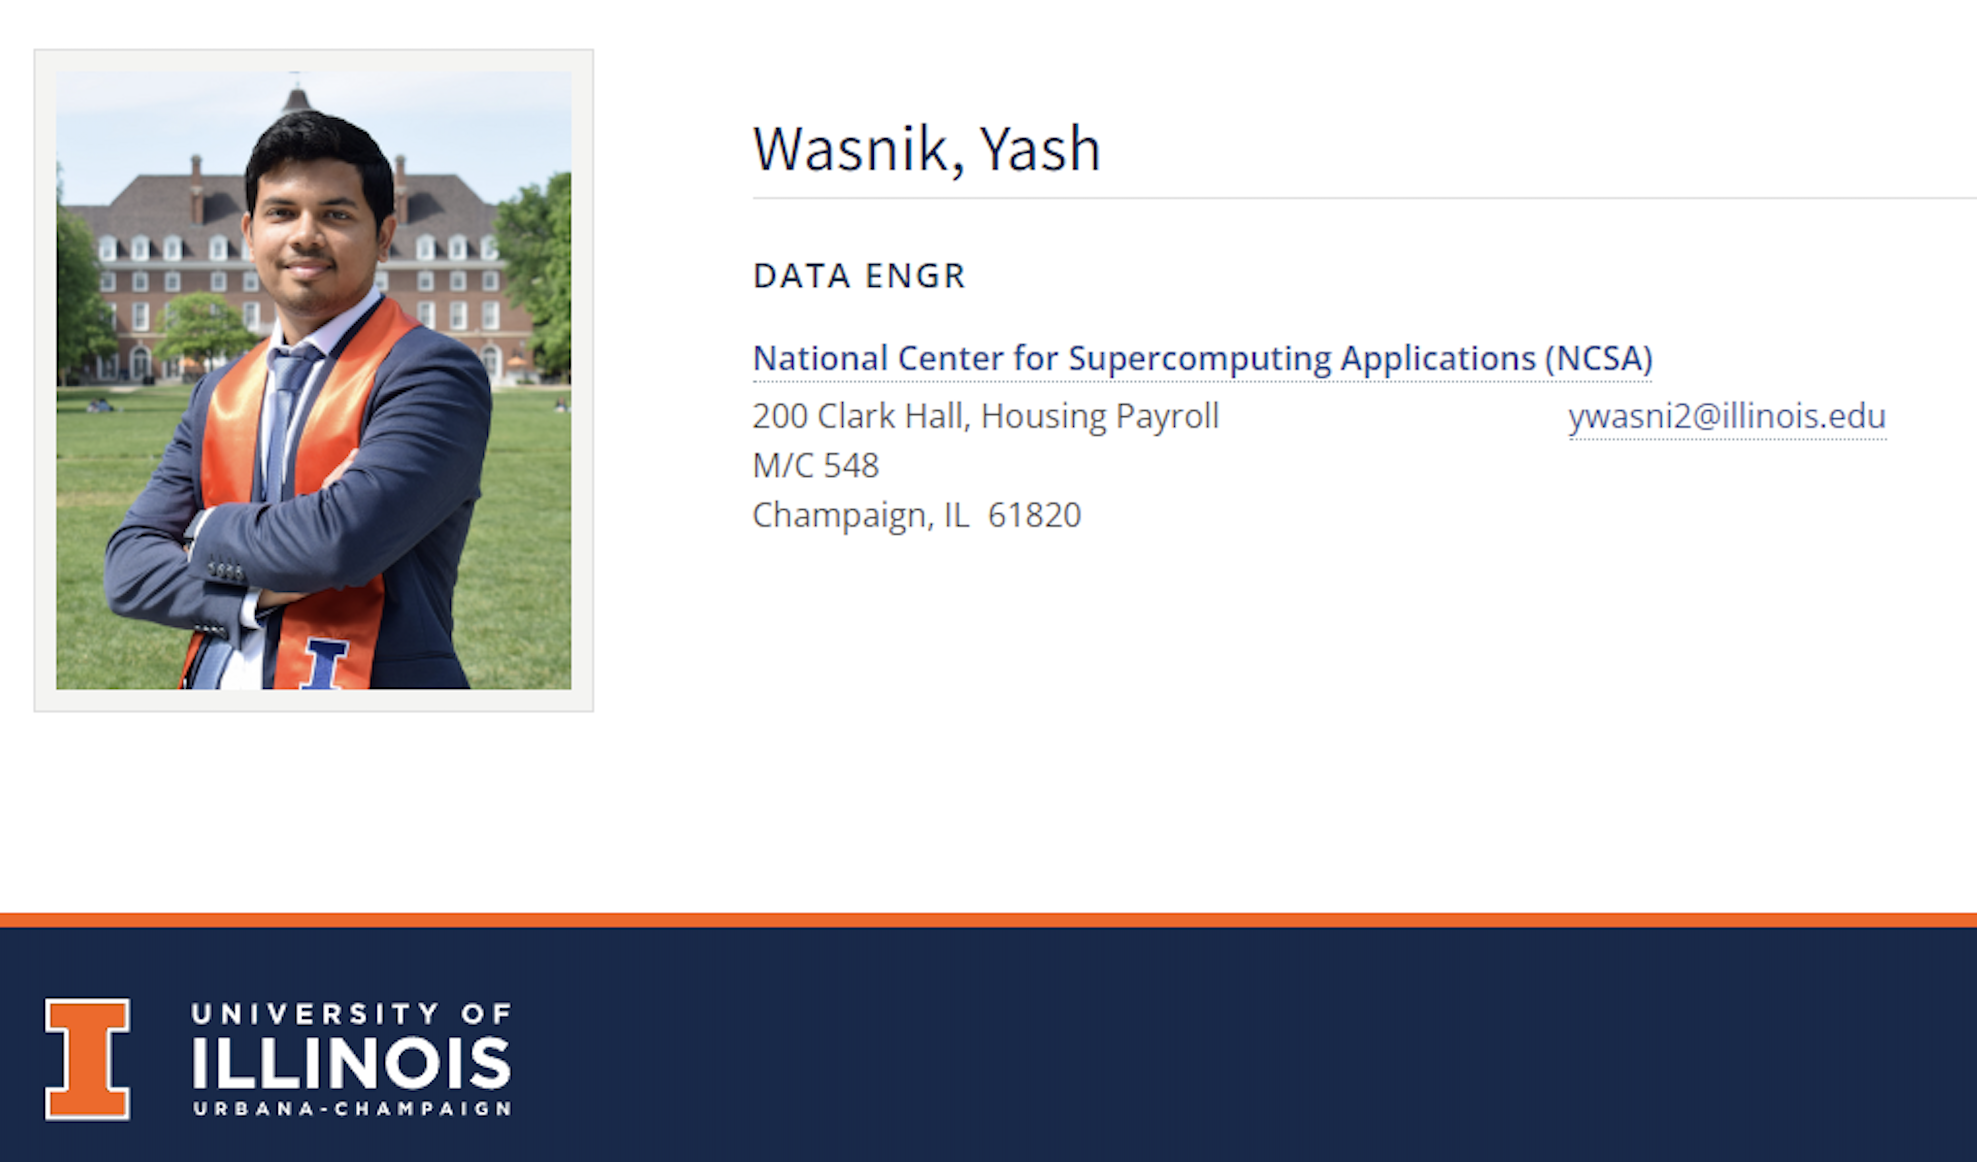 Wasnik, Yash
DATA ENGR
National Center for Supercomputing Applications (NCSA)
200 Clark Hall, Housing Payroll
M/C 548
Champaign, IL 61820
ywasni2@illinois.edu
I
I
UNIVERSITY OF
ILLINOIS
URBANA-CHAMPAIGN